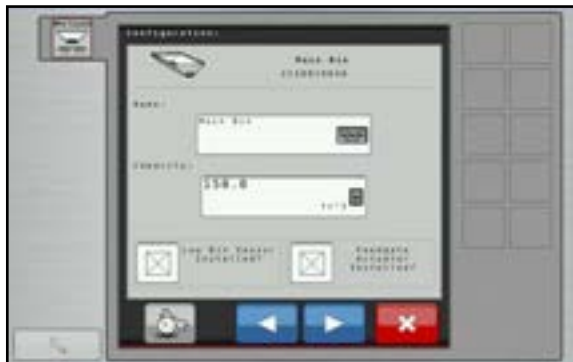 Configuration:
Main Bin
Name:
Main Bin
Capacity:
150.0
Low Bin Sensor
Installed?
Feedgate
Actuator
Installed?